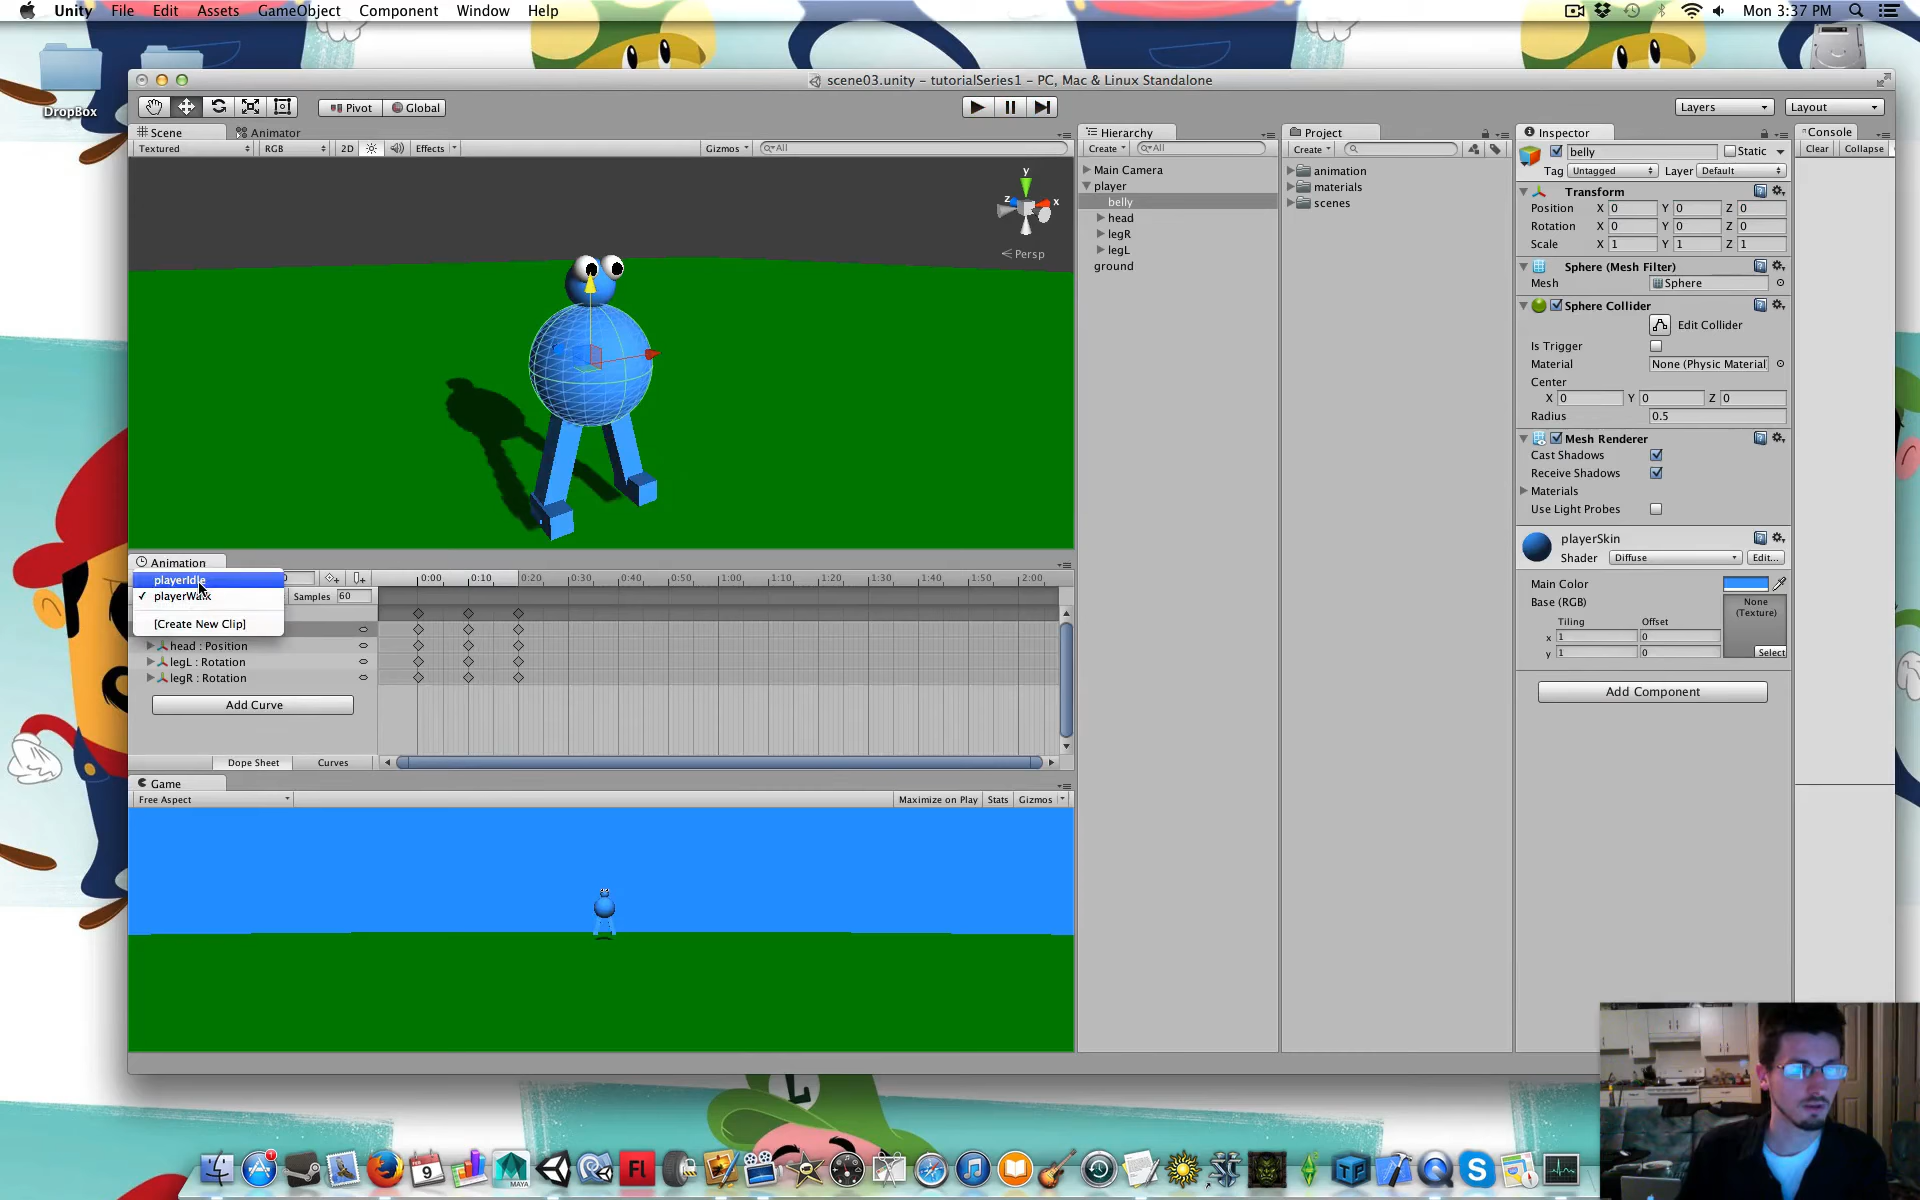 Unity File Edit Assets GameObject Component Window Help
Mon 3:37 PM
DropBox
scene03.unity - tutorialSeries1 - PC, Mac & Linux Standalone
Pivot Global
Layers Layout
Scene Animator
Textured RGB 2D Effects Gizmos All
y
z x
Persp
Hierarchy
Create All
Main Camera
player
belly
head
legR
legL
ground
Project
Create
animation
materials
scenes
Inspector
belly Static
Tag Untagged Layer Default
Transform
Position X 0 Y 0 Z 0
Rotation X 0 Y 0 Z 0
Scale X 1 Y 1 Z 1
Sphere (Mesh Filter)
Mesh Sphere
Sphere Collider
Edit Collider
Is Trigger
Material None (Physic Material
Center
X 0 Y 0 Z 0
Radius 0.5
Mesh Renderer
Cast Shadows
Receive Shadows
Materials
Use Light Probes
playerSkin
Shader Diffuse Edit...
Main Color
Base (RGB)
None
(Texture)
Tiling Offset
x 1 0
y 1 0
Select
Add Component
Console
Clear Collapse
Animation
playerIdle
playerWalk
[Create New Clip]
0
Samples 60
0:00 0:10 0:20 0:30 0:40 0:50 1:00 1:10 1:20 1:30 1:40 1:50 2:00
head : Position
legL : Rotation
legR : Rotation
Add Curve
Dope Sheet Curves
Game
Free Aspect Maximize on Play Stats Gizmos
L
1
9
MAYA
Fl
TP